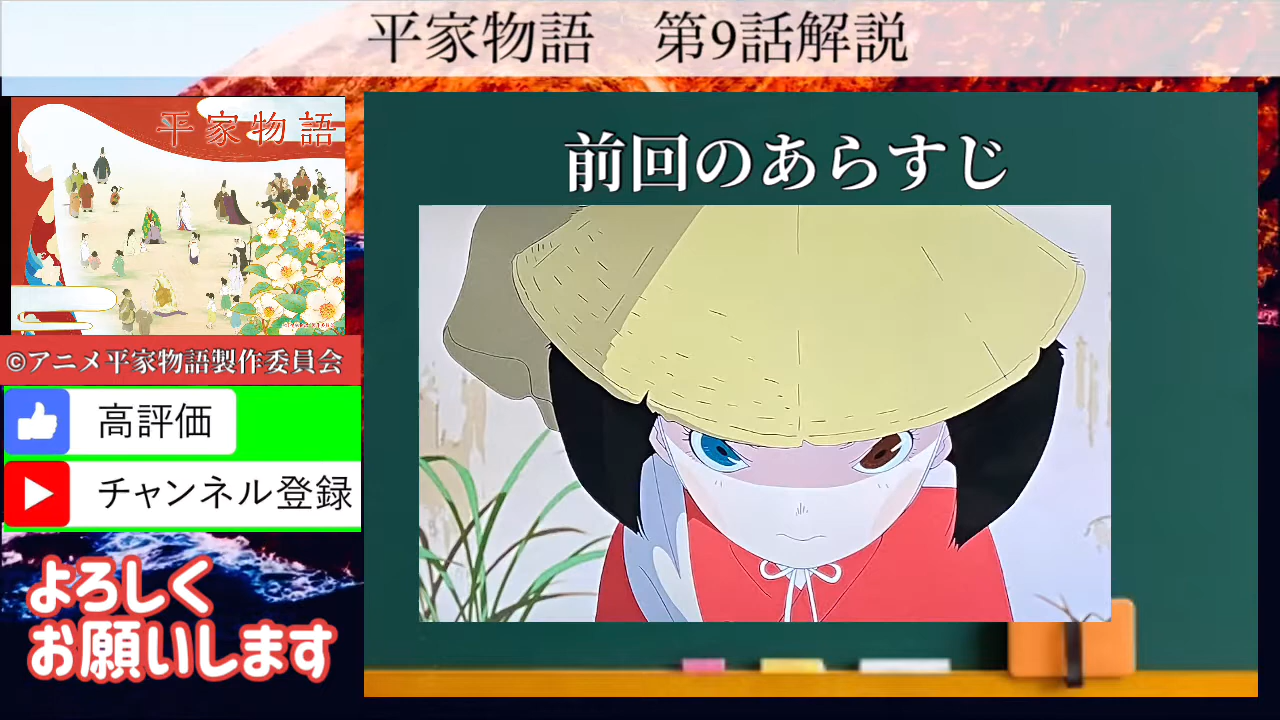 平家物語　第9話解説
前回のあらすじ
平家物語
©アニメ平家物語製作委員会
高評価
チャンネル登録
よろしく
お願いします